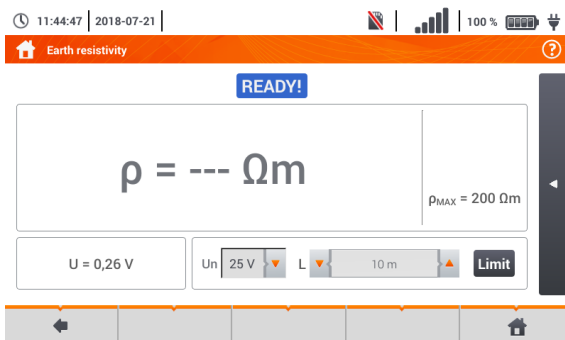 11:44:47 2018-07-21 100 %
Earth resistivity ?
READY!
ρ = --- Ωm
ρMAX = 200 Ωm
U = 0,26 V Un 25 V L 10 m Limit